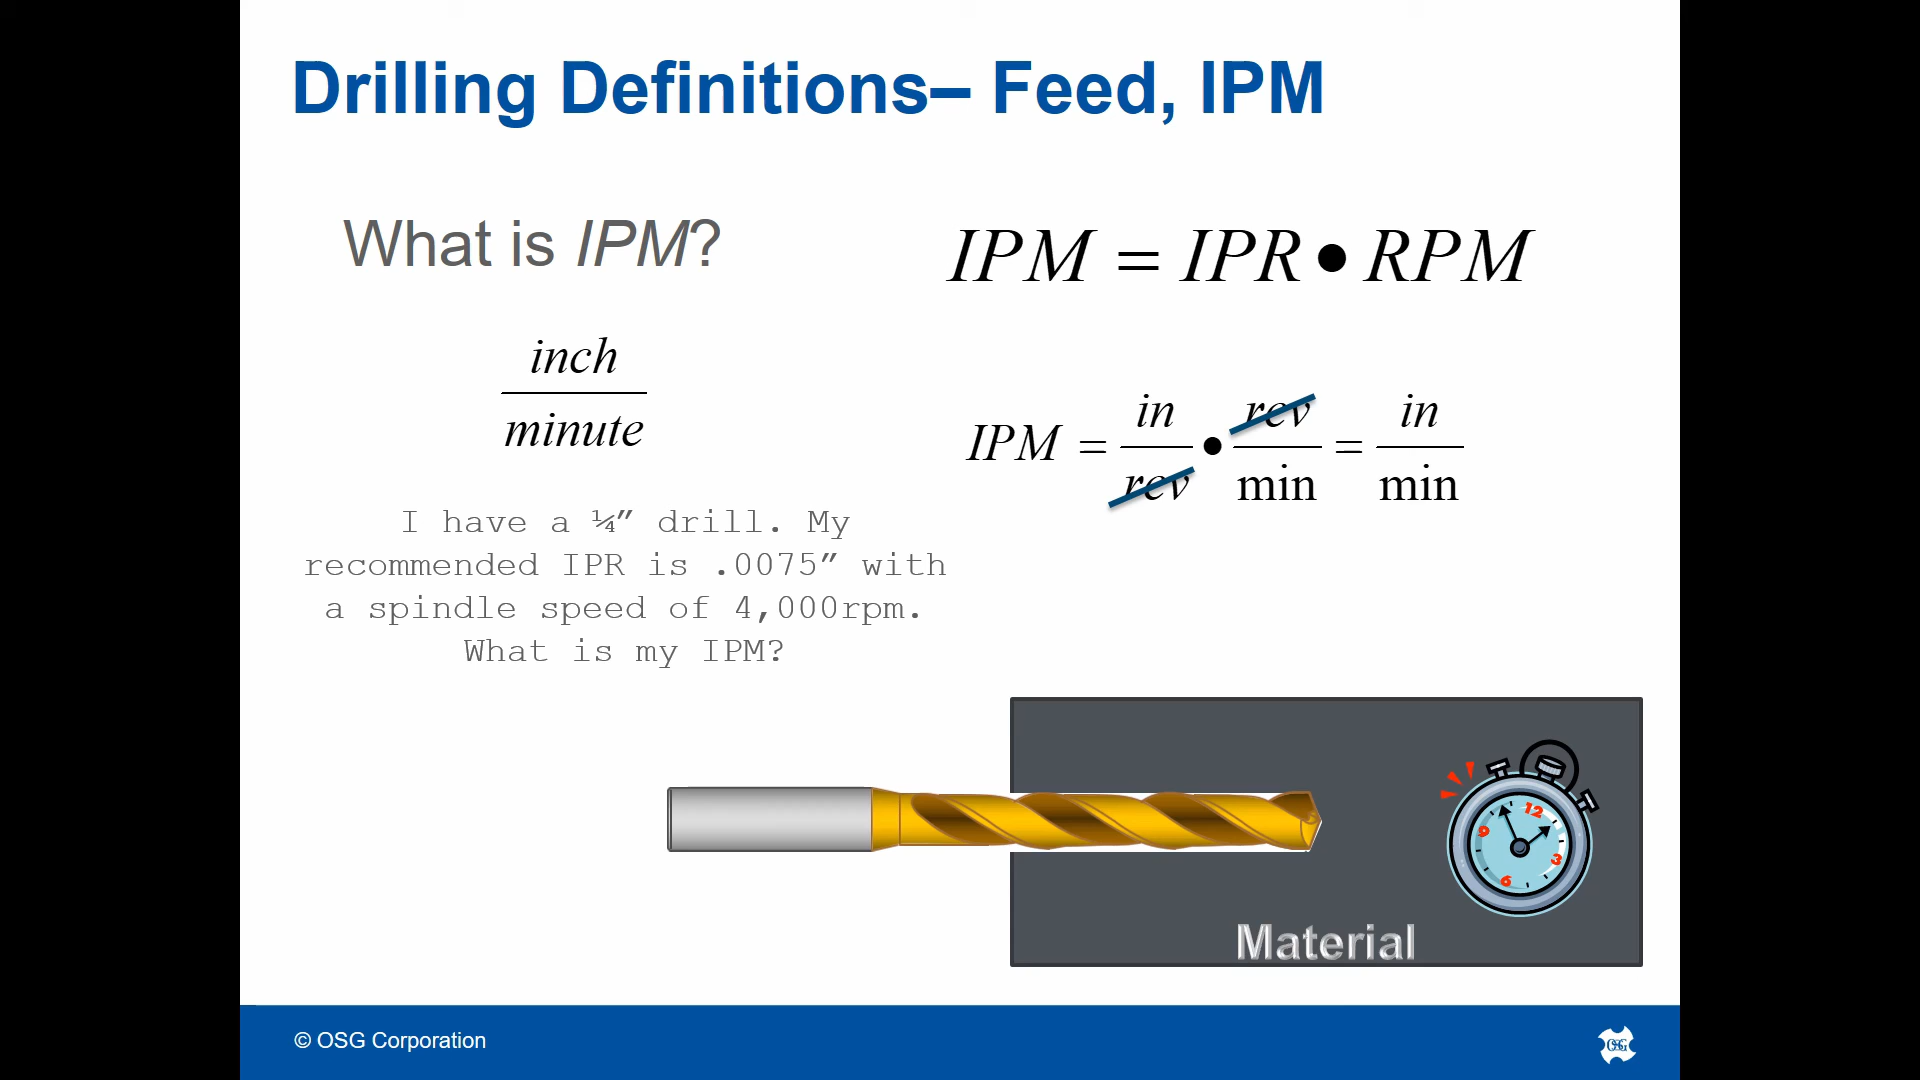 Drilling Definitions– Feed, IPM
What is IPM?
IPM = IPR • RPM
inch
minute
IPM = in/rev • rev/min = in/min
I have a ¼” drill. My
recommended IPR is .0075” with
a spindle speed of 4,000rpm.
What is my IPM?
12
9
3
6
Material
© OSG Corporation
OSG